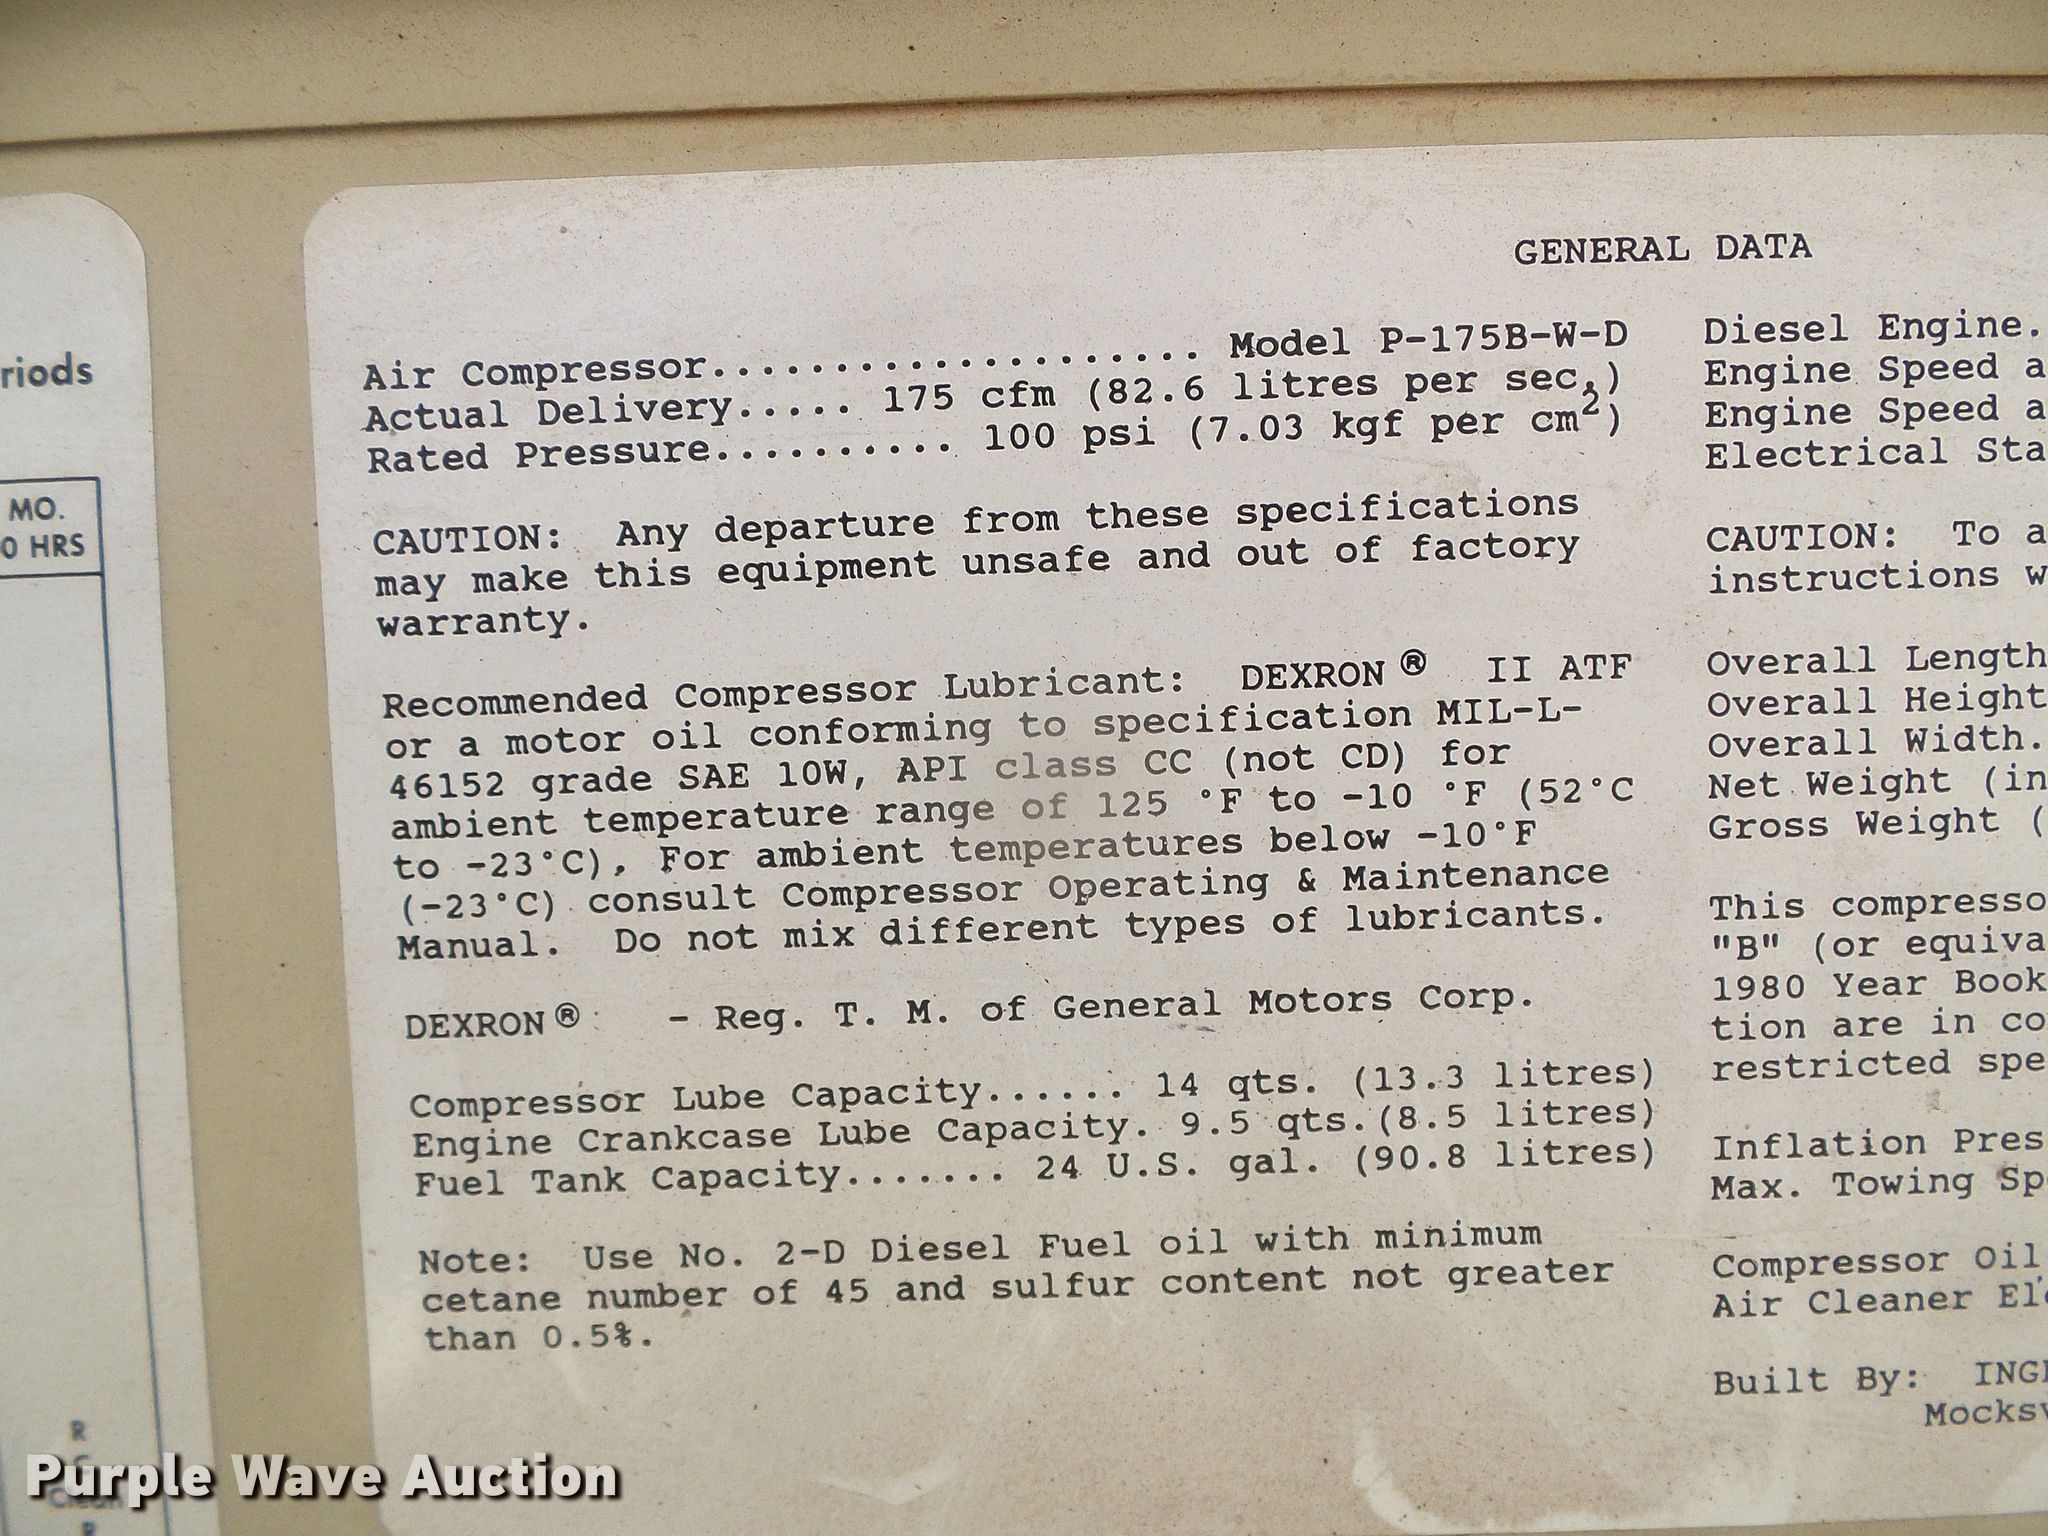 riods
MO.
0 HRS
R
GENERAL DATA
Air Compressor.................... Model P-175B-W-D
Actual Delivery..... 175 cfm (82.6 litres per sec.)
Rated Pressure.......... 100 psi (7.03 kgf per cm²)
CAUTION: Any departure from these specifications
may make this equipment unsafe and out of factory
warranty.
Recommended Compressor Lubricant: DEXRON® II ATF
or a motor oil conforming to specification MIL-L-
46152 grade SAE 10W, API class CC (not CD) for
ambient temperature range of 125 °F to -10 °F (52°C
to -23°C). For ambient temperatures below -10°F
(-23°C) consult Compressor Operating & Maintenance
Manual. Do not mix different types of lubricants.
DEXRON® - Reg. T. M. of General Motors Corp.
Compressor Lube Capacity...... 14 qts. (13.3 litres)
Engine Crankcase Lube Capacity. 9.5 qts.(8.5 litres)
Fuel Tank Capacity....... 24 U.S. gal. (90.8 litres)
Note: Use No. 2-D Diesel Fuel oil with minimum
cetane number of 45 and sulfur content not greater
than 0.5%.
Diesel Engine.
Engine Speed a
Engine Speed a
Electrical Sta
CAUTION: To a
instructions w
Overall Length
Overall Height
Overall Width.
Net Weight (in
Gross Weight (
This compresso
"B" (or equiva
1980 Year Book
tion are in co
restricted spe
Inflation Pres
Max. Towing Sp
Compressor Oil
Air Cleaner El
Built By: ING
Mocksv
Purple Wave Auction